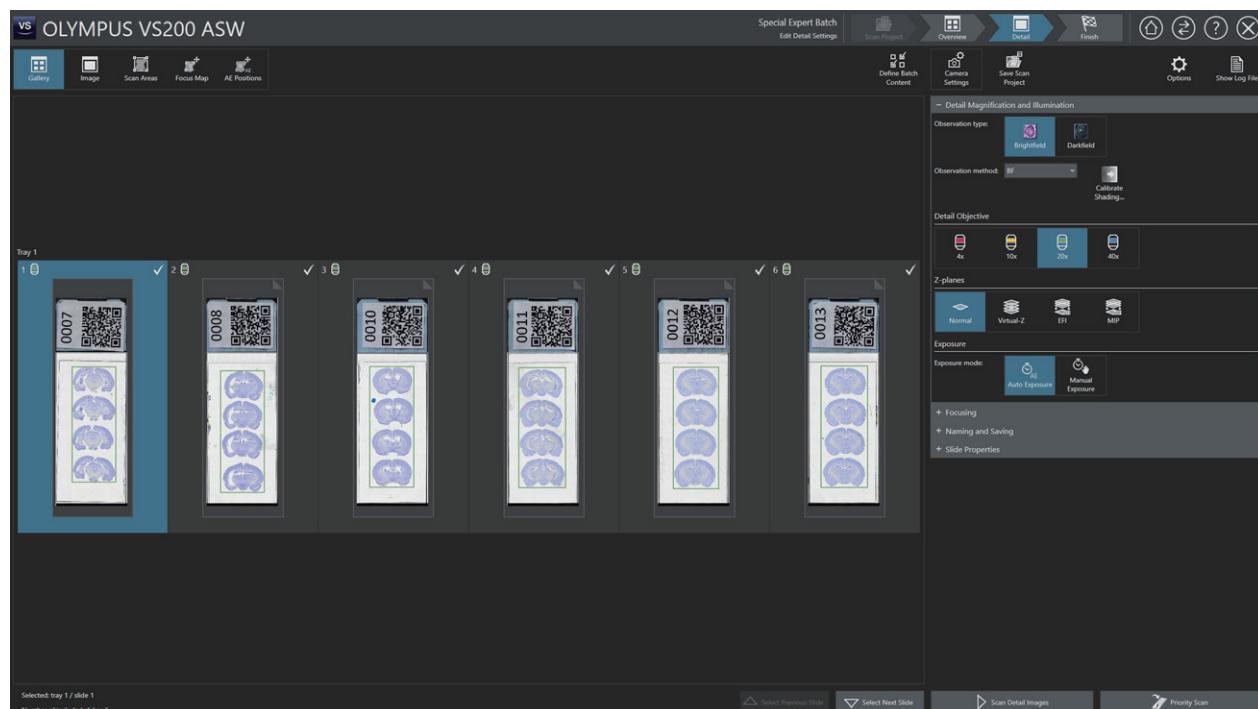 VS OLYMPUS VS200 ASW
Special Expert Batch
Edit Detail Settings
Scan Project
Overview
Detail
Finish
Gallery
Image
Scan Areas
Focus Map
AE
AE Positions
Define Batch
Content
Camera
Settings
Save Scan
Project
Options
Show Log File
Tray 1
1
2
3
4
5
6
0007
0008
0010
0011
0012
0013
− Detail Magnification and Illumination
Observation type:
Brightfield
Darkfield
Observation method:
BF
Calibrate
Shading...
Detail Objective
4x
10x
20x
40x
Z-planes
Normal
Virtual-Z
EFI
MIP
Exposure
Exposure mode:
AE
Auto Exposure
Manual
Exposure
+ Focusing
+ Naming and Saving
+ Slide Properties
Selected: tray 1 / slide 1
Select Previous Slide
Select Next Slide
Scan Detail Images
Priority Scan